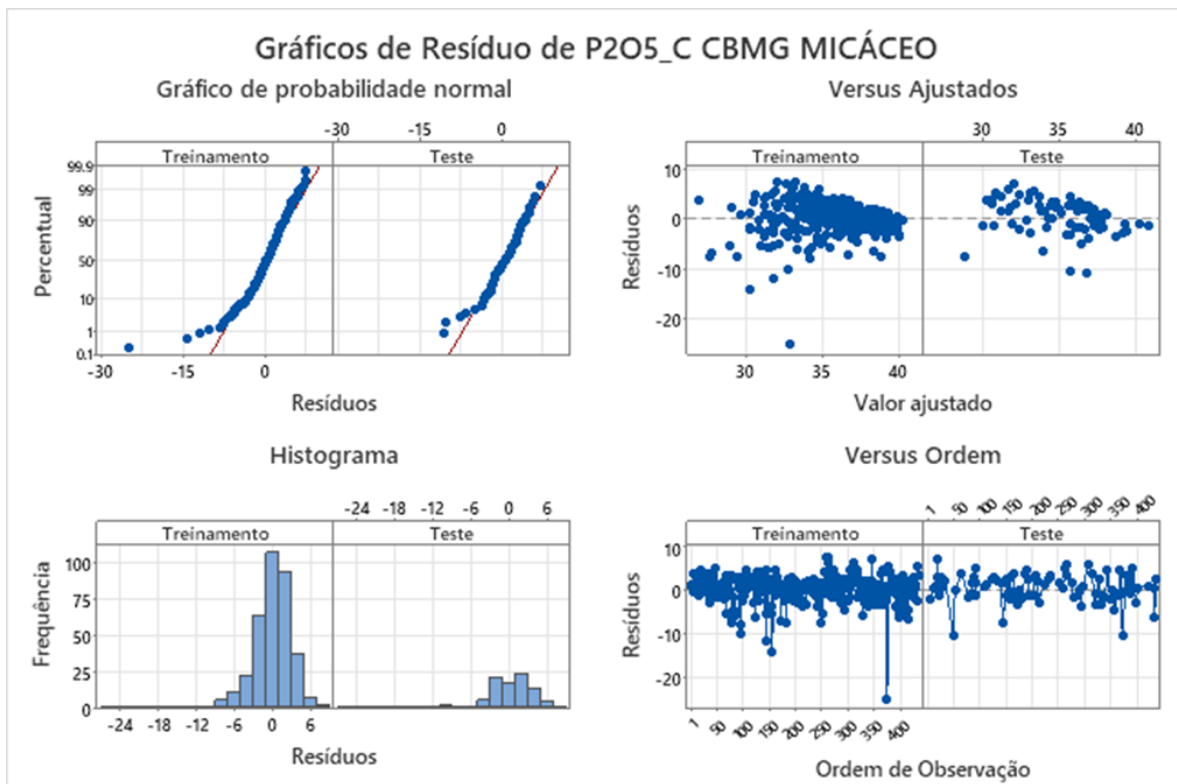 Gráficos de Resíduo de P2O5_C CBMG MICÁCEO
Gráfico de probabilidade normal
-30 -15 0
Treinamento Teste
99.9
99
90
50
10
1
0.1
Percentual
-30 -15 0
Resíduos
Versus Ajustados
30 35 40
Treinamento Teste
10
0
-10
-20
Resíduos
30 35 40
Valor ajustado
Histograma
-24 -18 -12 -6 0 6
Treinamento Teste
100
75
50
25
0
Frequência
-24 -18 -12 -6 0 6
Resíduos
Versus Ordem
1 50 100 150 200 250 300 350 400
Treinamento Teste
10
0
-10
-20
Resíduos
1 50 100 150 200 250 300 350 400
Ordem de Observação